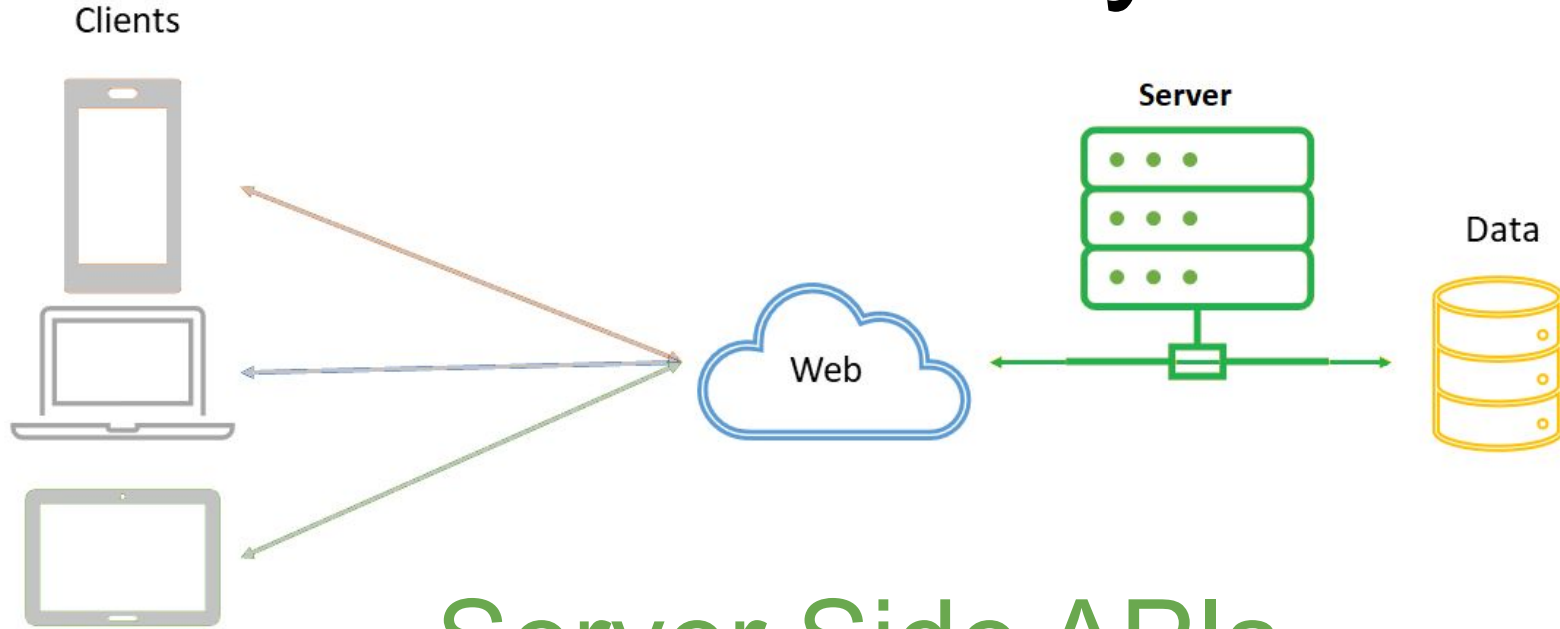 Clients
Server
Data
Web
Server Side APIs